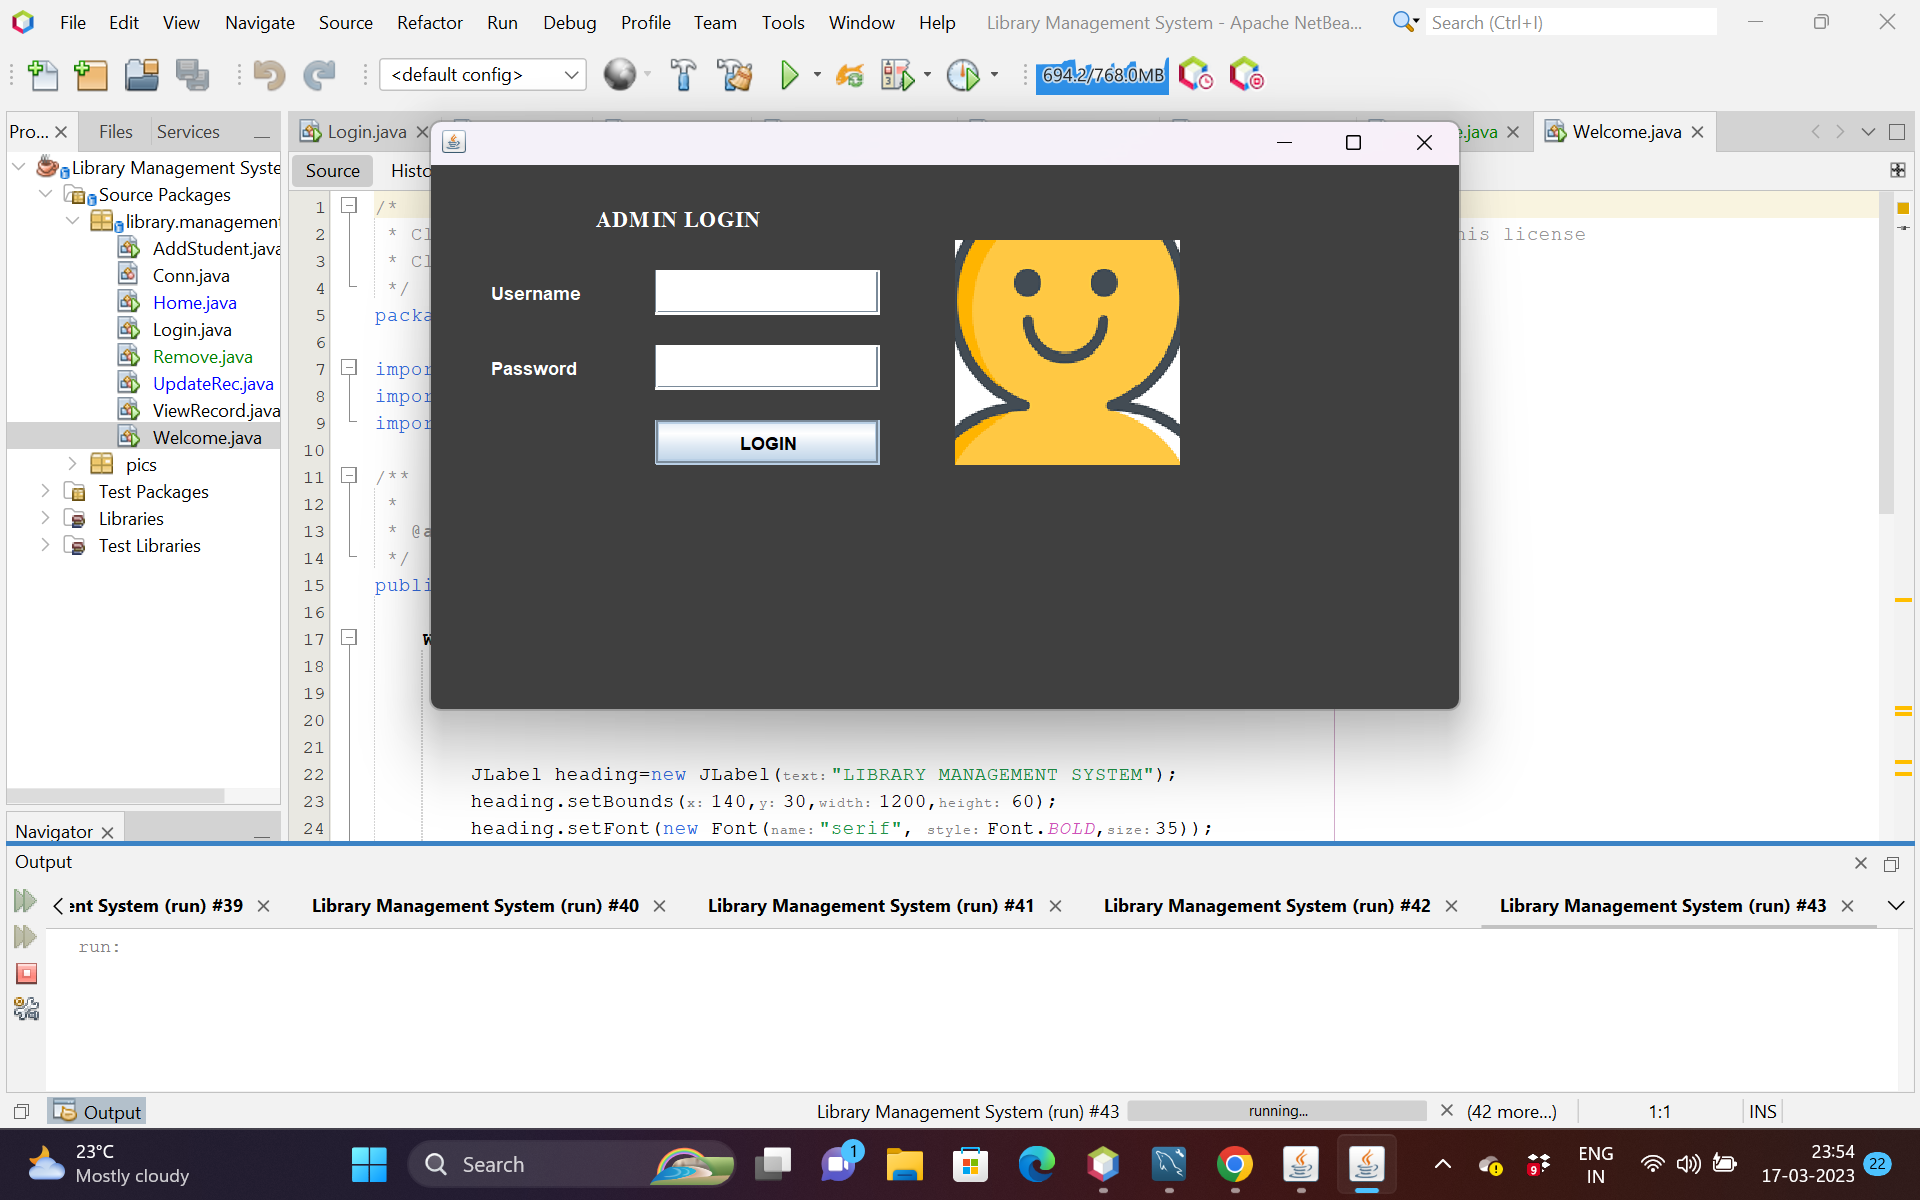 File Edit View Navigate Source Refactor Run Debug Profile Team Tools Window Help Library Management System - Apache NetBea... Search (Ctrl+I)
<default config> 694.2/768.0MB
Pro... Files Services Login.java e.java Welcome.java
Source Histo
Library Management Syste
Source Packages
library.management
AddStudent.java
Conn.java
Home.java
Login.java
Remove.java
UpdateRec.java
ViewRecord.java
Welcome.java
pics
Test Packages
Libraries
Test Libraries
Navigator
ADMIN LOGIN
Username
Password
LOGIN
1 /*
2 * Cl his license
3 * Cl
4 */
5 packa
6
7 impor
8 impor
9 impor
10
11 /**
12 *
13 * @a
14 */
15 publi
16
17 W
18
19
20
21
22 JLabel heading=new JLabel(text:"LIBRARY MANAGEMENT SYSTEM");
23 heading.setBounds(x: 140,y: 30,width: 1200,height: 60);
24 heading.setFont(new Font(name:"serif", style: Font.BOLD,size: 35));
Output
ent System (run) #39 Library Management System (run) #40 Library Management System (run) #41 Library Management System (run) #42 Library Management System (run) #43
run:
Output Library Management System (run) #43 running... (42 more...) 1:1 INS
23°C
Mostly cloudy
Search
1
9
ENG
IN
23:54
17-03-2023
22